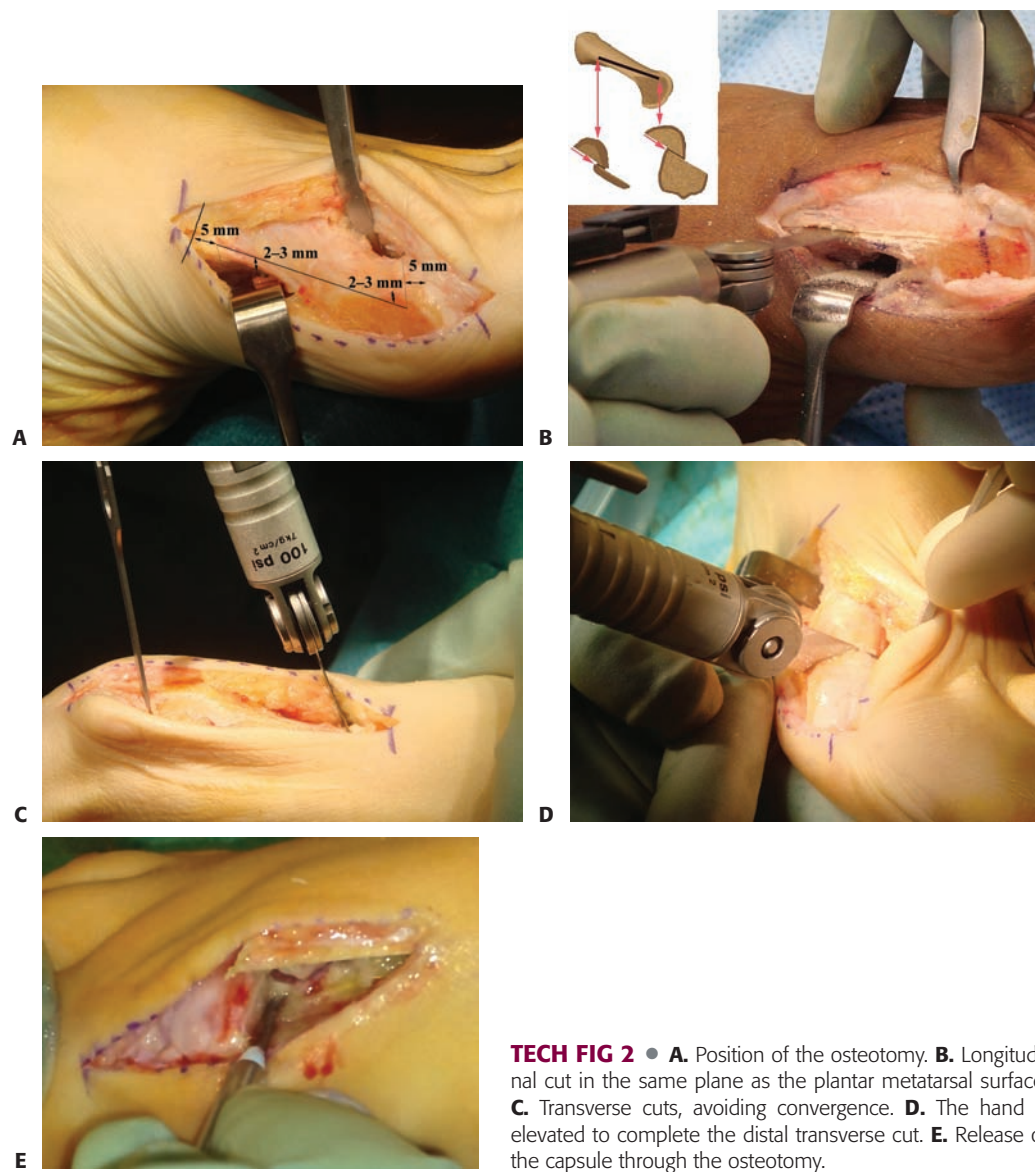 5 mm
2–3 mm
5 mm
2–3 mm
A
B
100 psi
7kg/cm2
C
psi
D
E
TECH FIG 2 • A. Position of the osteotomy. B. Longitud
nal cut in the same plane as the plantar metatarsal surface
C. Transverse cuts, avoiding convergence. D. The hand
elevated to complete the distal transverse cut. E. Release o
the capsule through the osteotomy.